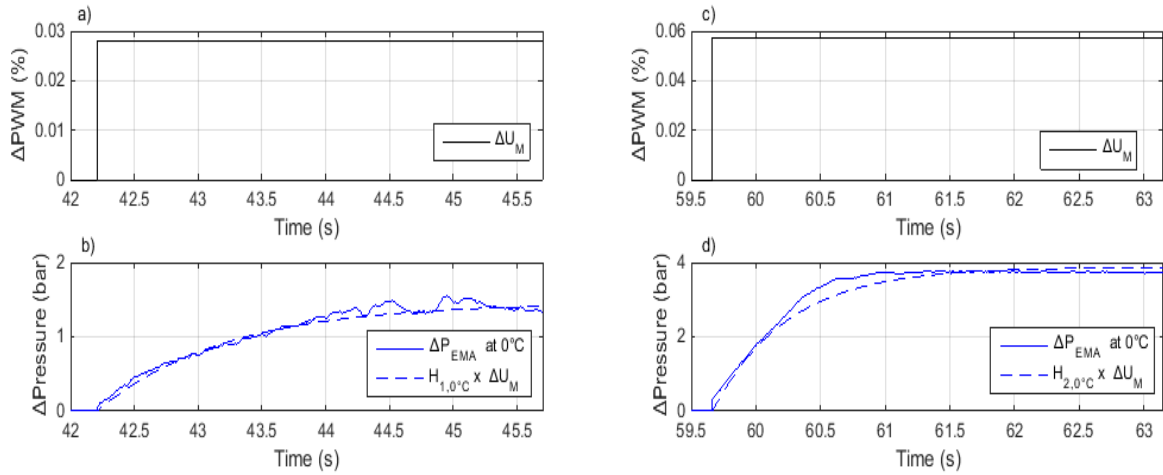 a)
ΔPWM (%)
0.03
0.02
0.01
0
ΔU_M
42 42.5 43 43.5 44 44.5 45 45.5
Time (s)
c)
ΔPWM (%)
0.06
0.04
0.02
0
ΔU_M
59.5 60 60.5 61 61.5 62 62.5 63
Time (s)
b)
ΔPressure (bar)
2
1
0
ΔP_EMA at 0°C
H_1,0°C x ΔU_M
42 42.5 43 43.5 44 44.5 45 45.5
Time (s)
d)
ΔPressure (bar)
4
2
0
ΔP_EMA at 0°C
H_2,0°C x ΔU_M
59.5 60 60.5 61 61.5 62 62.5 63
Time (s)